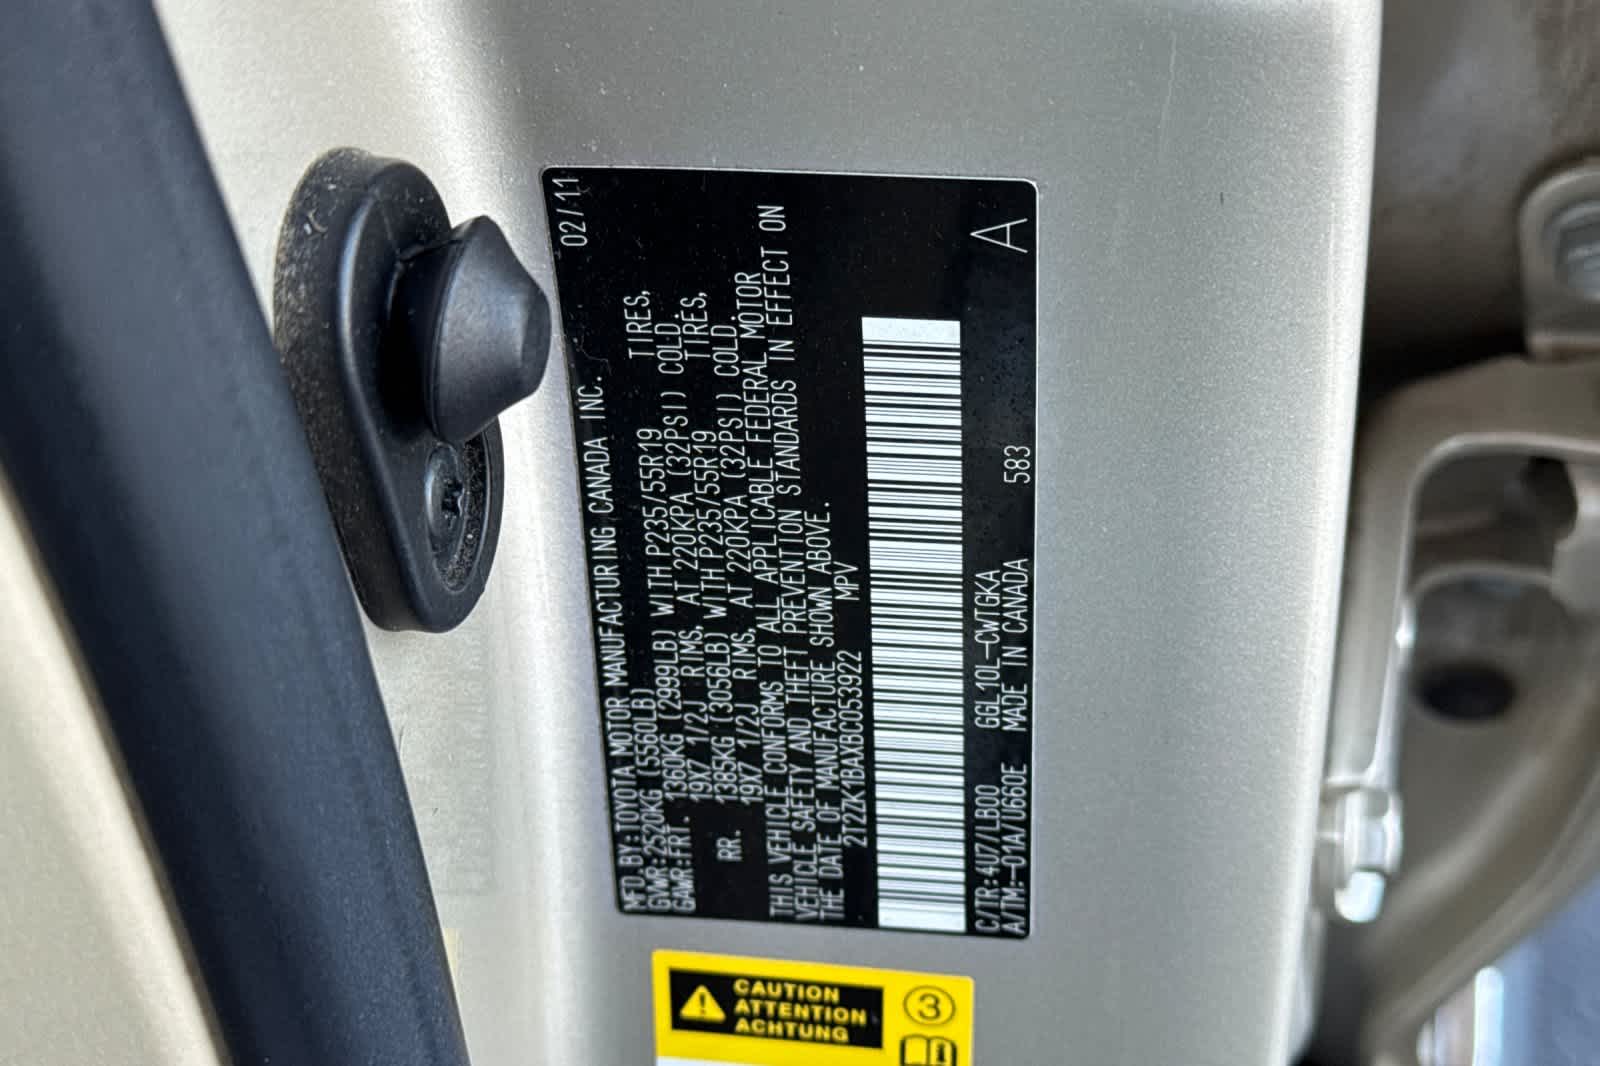 MFD.BY:TOYOTA MOTOR MANUFACTURING CANADA INC. 02/11
GVWR:2520KG (5560LB)
GAWR:FRT. 1360KG (2999LB) WITH P235/55R19 TIRES,
19X7 1/2J RIMS, AT 220KPA (32PSI) COLD.
RR. 1385KG (3056LB) WITH P235/55R19 TIRES,
19X7 1/2J RIMS, AT 220KPA (32PSI) COLD.
THIS VEHICLE CONFORMS TO ALL APPLICABLE FEDERAL MOTOR
VEHICLE SAFETY AND THEFT PREVENTION STANDARDS IN EFFECT ON
THE DATE OF MANUFACTURE SHOWN ABOVE.
2T2ZK1BAXBC053922 MPV
C/TR:4U7/LB00 GGL10L-CWTGKA
A/TM:-01A/U660E MADE IN CANADA 583 A
CAUTION
ATTENTION
ACHTUNG
3